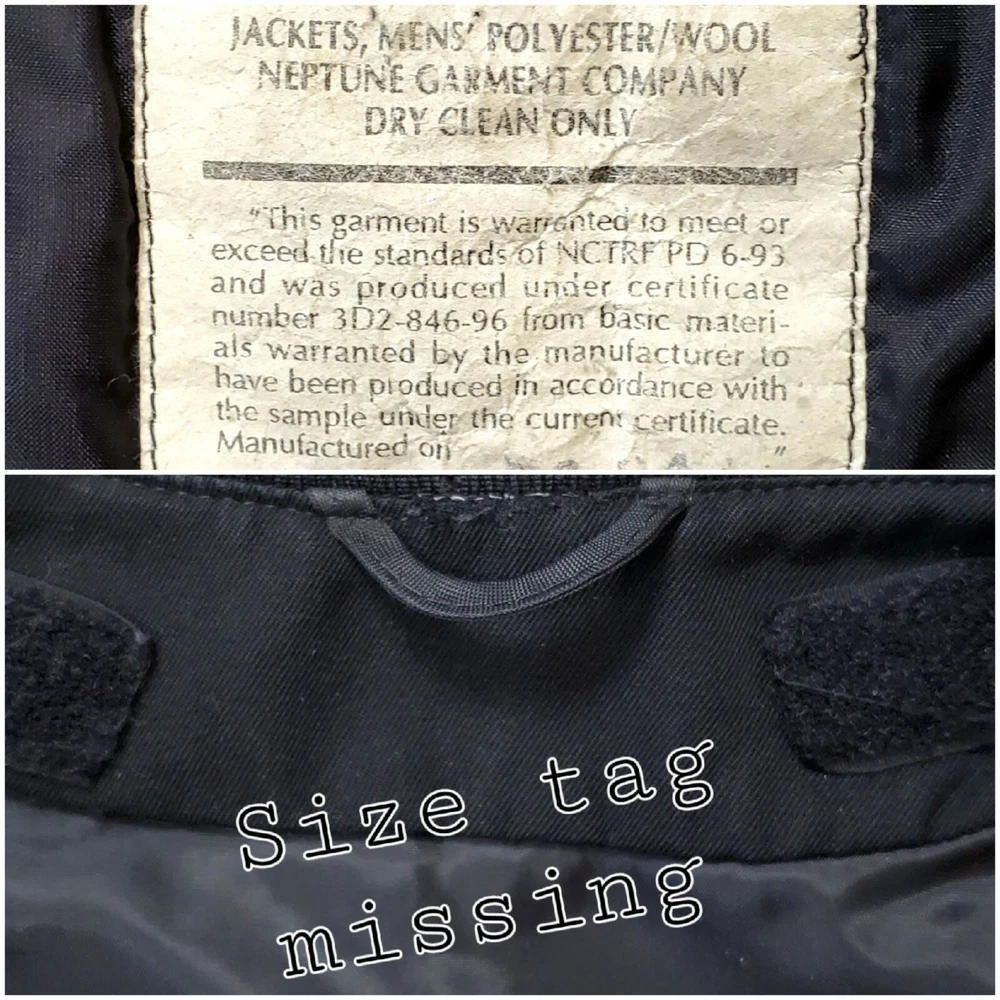 JACKETS, MENS' POLYESTER/WOOL
NEPTUNE GARMENT COMPANY
DRY CLEAN ONLY
"This garment is warranted to meet or
exceed the standards of NCTRF PD 6-93
and was produced under certificate
number 3D2-846-96 from basic materi-
als warranted by the manufacturer to
have been produced in accordance with
the sample under the current certificate.
Manufactured on "
Size tag
missing